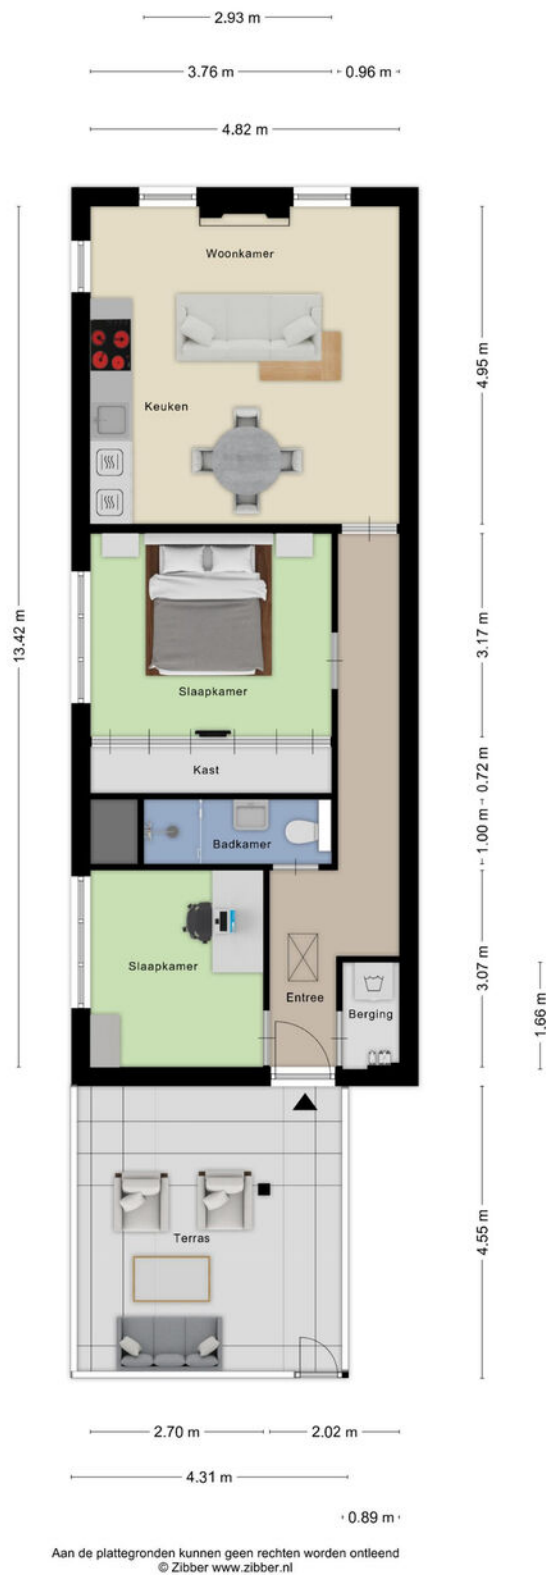 2.93 m
3.76 m
0.96 m
4.82 m
Woonkamer
4.95 m
Keuken
13.42 m
3.17 m
Slaapkamer
Kast
0.72 m
1.00 m
Badkamer
Slaapkamer
3.07 m
Entree
Berging
1.66 m
4.55 m
Terras
2.70 m
2.02 m
4.31 m
0.89 m
Aan de plattegronden kunnen geen rechten worden ontleend
© Zibber www.zibber.nl